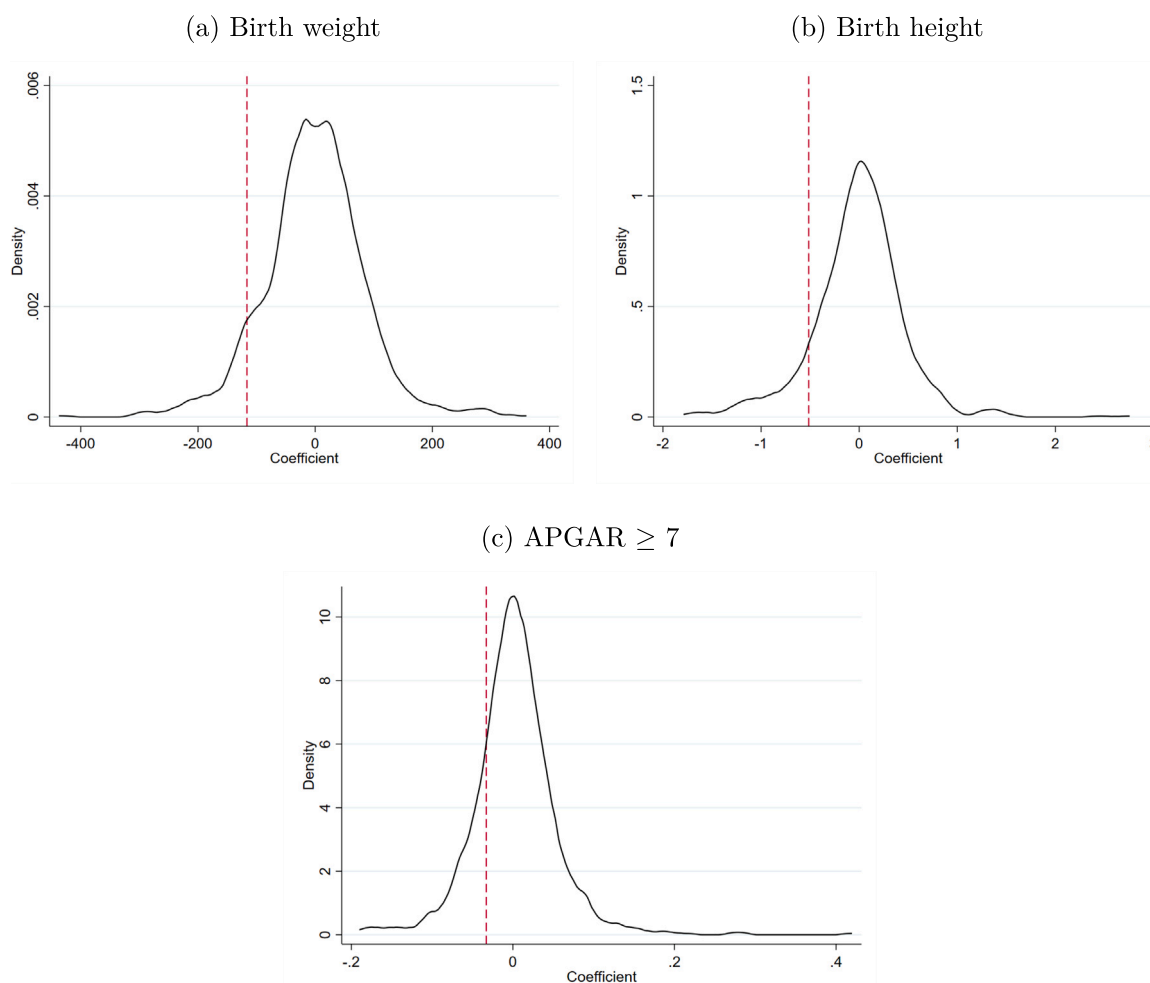 (a) Birth weight
Density
0
.002
.004
.006
-400 -200 0 200 400
Coefficient
(b) Birth height
Density
0
.5
1
1.5
-2 -1 0 1 2
Coefficient
(c) APGAR ≥ 7
Density
0
2
4
6
8
10
-.2 0 .2 .4
Coefficient